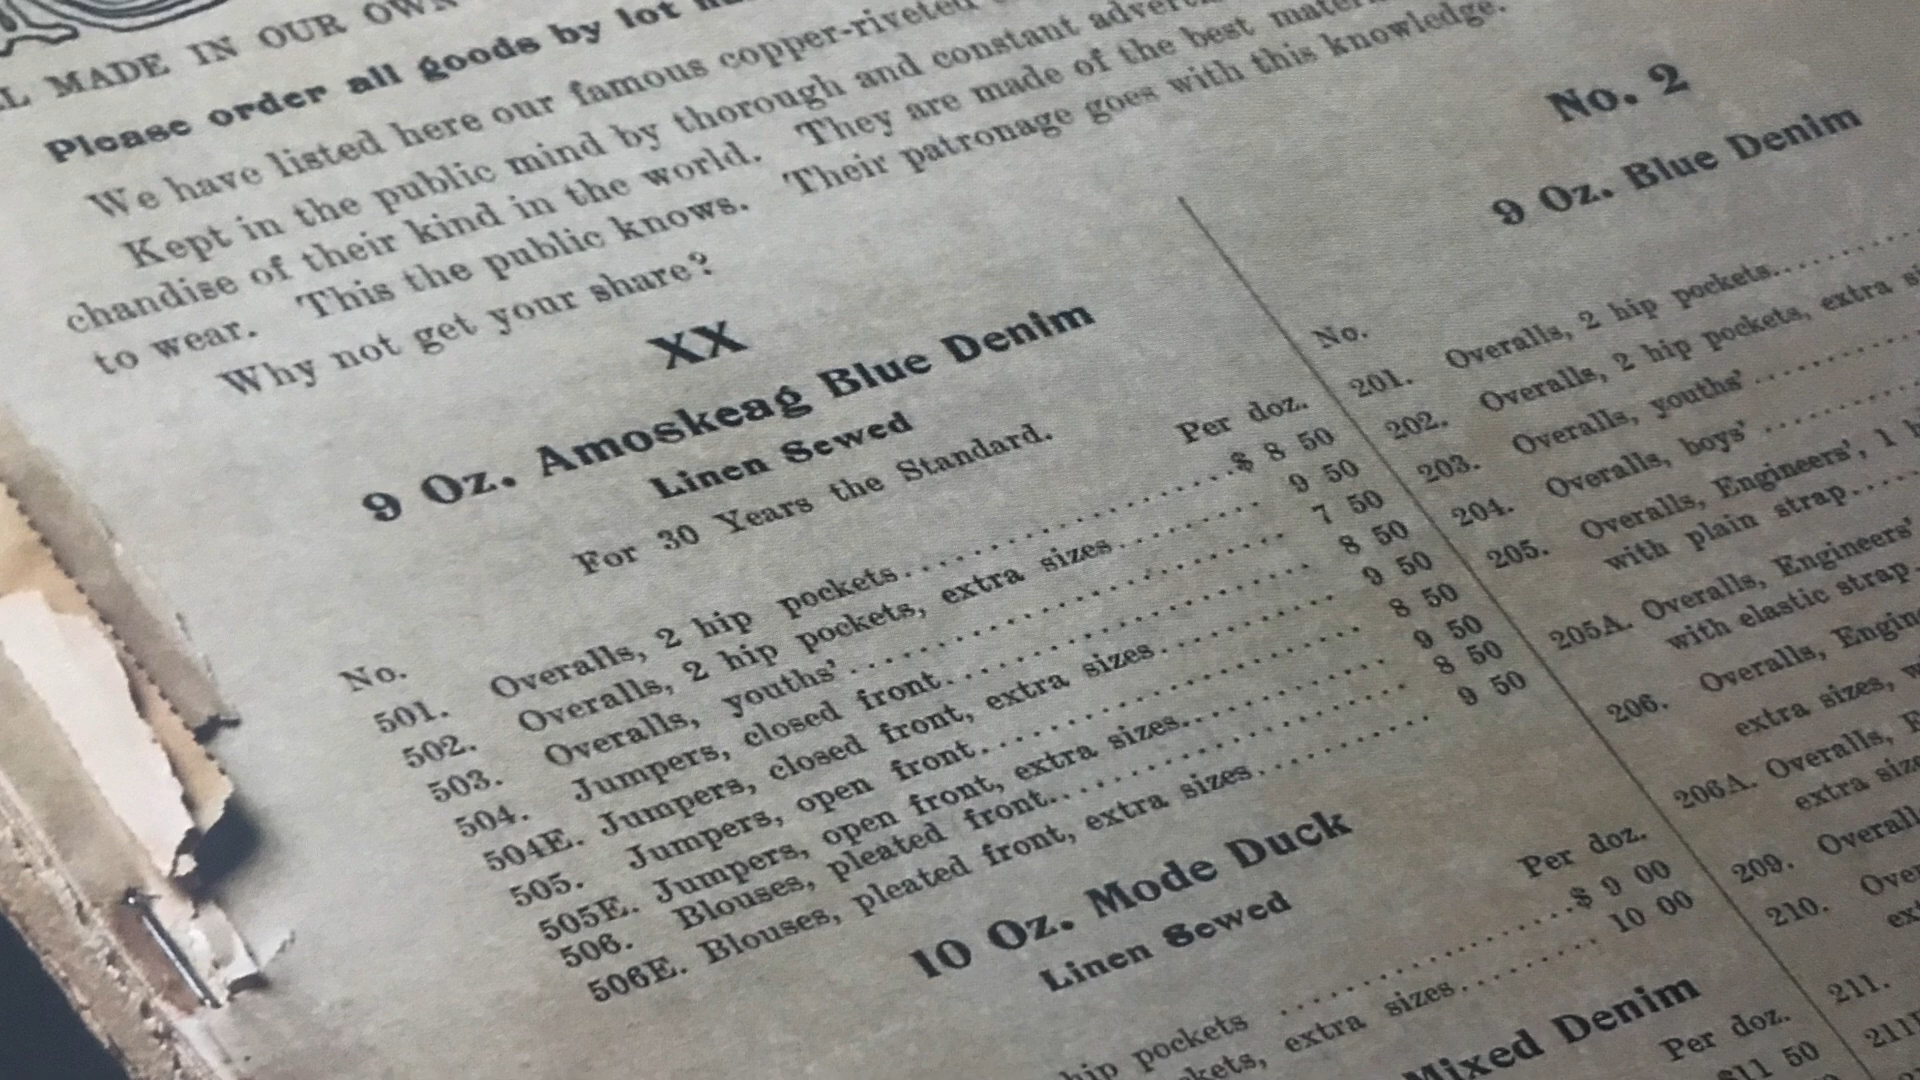 MADE IN OUR OWN
Please order all goods by lot
We have listed here our famous copper-riveted
Kept in the public mind by thorough and constant
chandise of their kind in the world. They are made of the best
to wear. This the public knows. Their patronage goes with this knowledge.
Why not get your share?
XX
9 Oz. Amoskeag Blue Denim
Linen Sewed
For 30 Years the Standard.
No. Per doz.
501. Overalls, 2 hip pockets $ 8 50
502. Overalls, 2 hip pockets, extra sizes 9 50
503. Overalls, youths' 7 50
504. Jumpers, closed front 8 50
504E. Jumpers, closed front, extra sizes 9 50
505. Jumpers, open front 8 50
505E. Jumpers, open front, extra sizes 9 50
506. Blouses, pleated front 8 50
506E. Blouses, pleated front, extra sizes 9 50
10 Oz. Mode Duck
Linen Sewed
Per doz.
hip pockets $ 9 00
extra sizes 10 00
Mixed Denim
Per doz.
$11 50
No. 2
9 Oz. Blue Denim
No.
201. Overalls, 2 hip pockets
202. Overalls, 2 hip pockets, extra
203. Overalls, youths'
204. Overalls, boys'
205. Overalls, Engineers', 1
with plain strap
205A. Overalls, Engineers'
with elastic strap
206. Overalls,
extra sizes,
206A. Overalls,
extra
209.
210.
211.